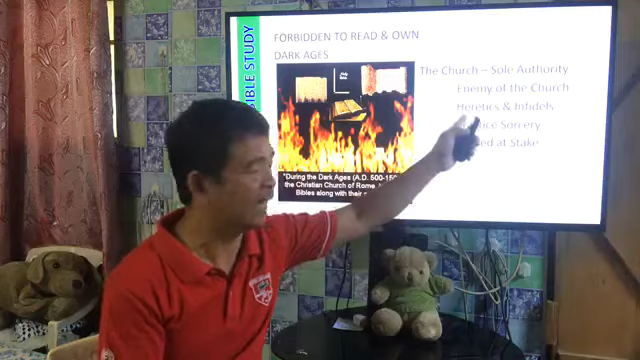 BIBLE STUDY
FORBIDDEN TO READ & OWN
DARK AGES
The Church – Sole Authority
Enemy of the Church
Heretics & Infidels
Sorcery
at Stake
"During the Dark Ages (A.D. 500-15
the Christian Church of Rome
Bibles along with their